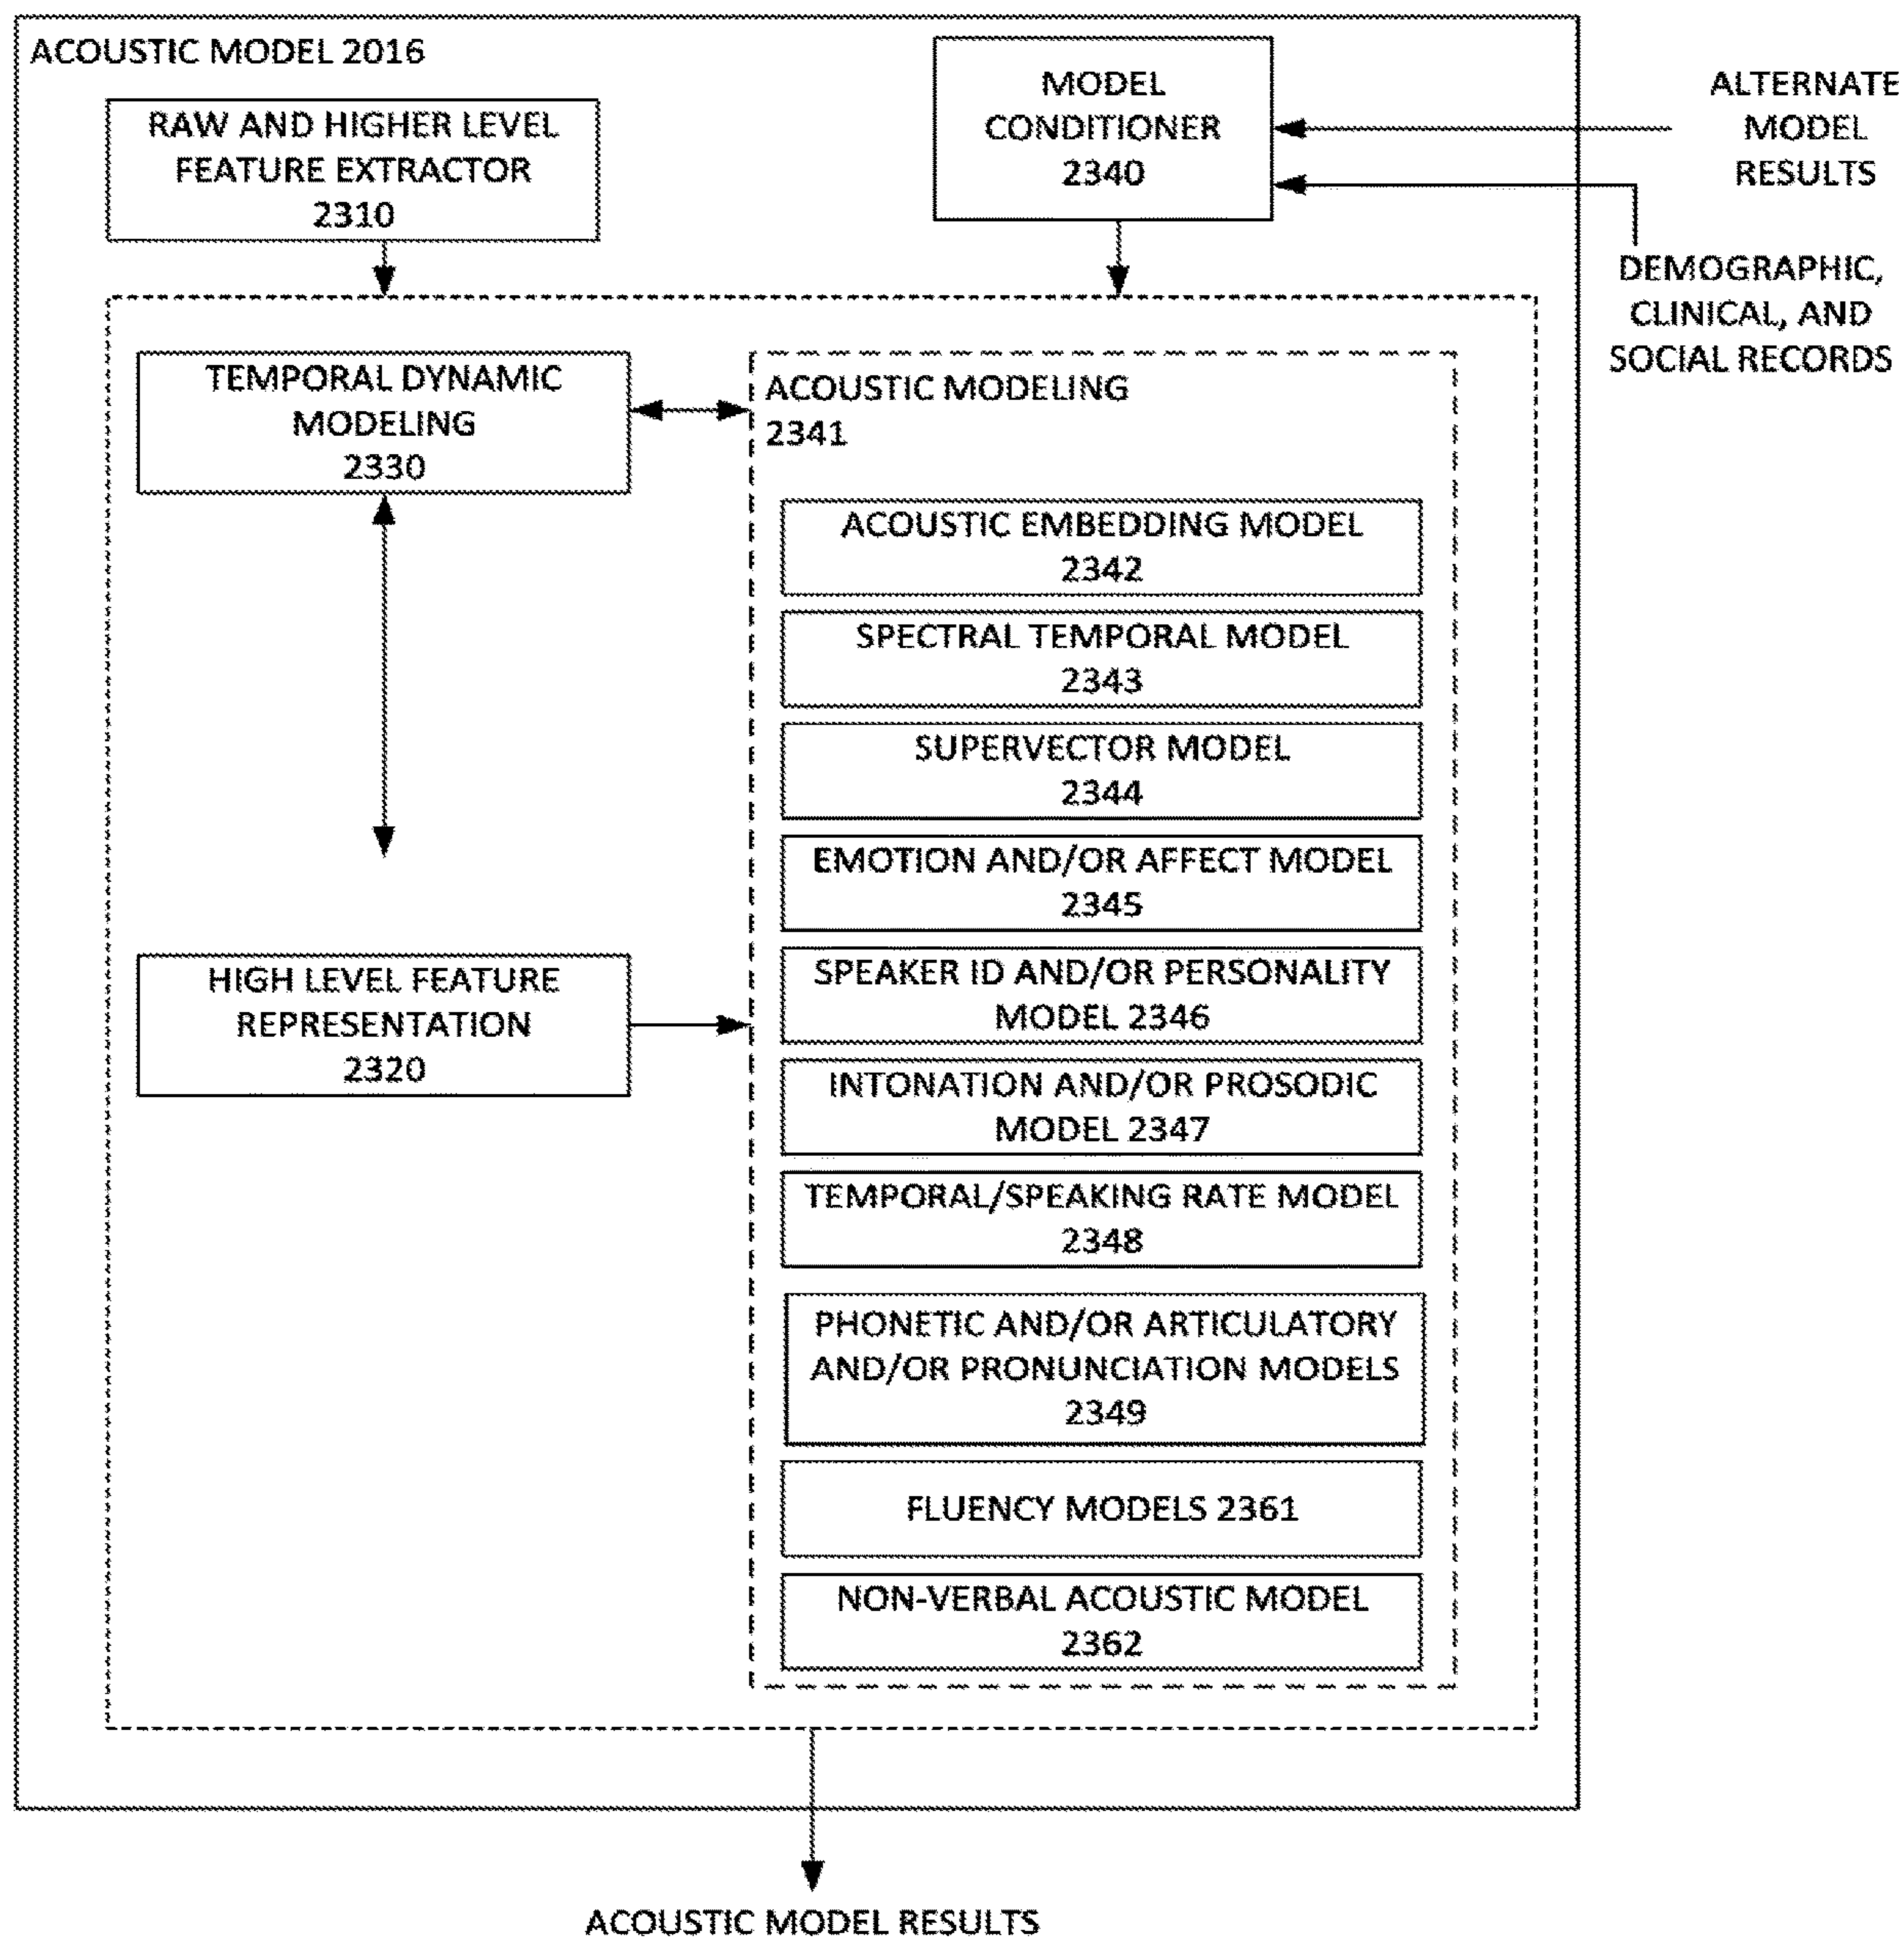 ACOUSTIC MODEL 2016
RAW AND HIGHER LEVEL
FEATURE EXTRACTOR
2310
MODEL
CONDITIONER
2340
ALTERNATE
MODEL
RESULTS
DEMOGRAPHIC,
CLINICAL, AND
SOCIAL RECORDS
TEMPORAL DYNAMIC
MODELING
2330
HIGH LEVEL FEATURE
REPRESENTATION
2320
ACOUSTIC MODELING
2341
ACOUSTIC EMBEDDING MODEL
2342
SPECTRAL TEMPORAL MODEL
2343
SUPERVECTOR MODEL
2344
EMOTION AND/OR AFFECT MODEL
2345
SPEAKER ID AND/OR PERSONALITY
MODEL 2346
INTONATION AND/OR PROSODIC
MODEL 2347
TEMPORAL/SPEAKING RATE MODEL
2348
PHONETIC AND/OR ARTICULATORY
AND/OR PRONUNCIATION MODELS
2349
FLUENCY MODELS 2361
NON-VERBAL ACOUSTIC MODEL
2362
ACOUSTIC MODEL RESULTS